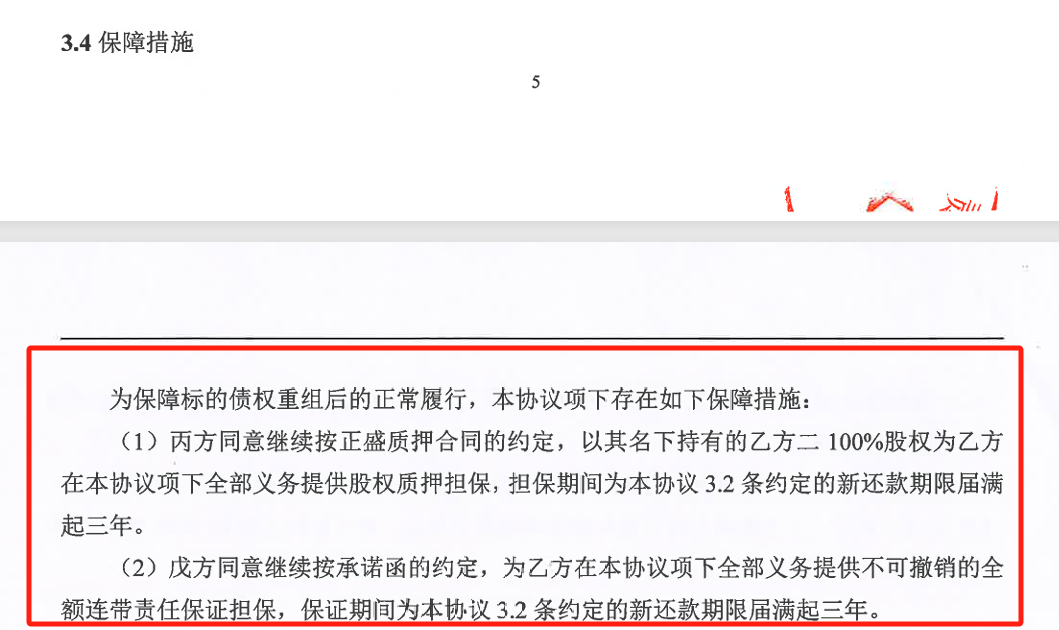 3.4 保障措施
5
为保障标的债权重组后的正常履行，本协议项下存在如下保障措施：
（1）丙方同意继续按正盛质押合同的约定，以其名下持有的乙方二 100%股权为乙方
在本协议项下全部义务提供股权质押担保，担保期间为本协议 3.2 条约定的新还款期限届满
起三年。
（2）戊方同意继续按承诺函的约定，为乙方在本协议项下全部义务提供不可撤销的全
额连带责任保证担保，保证期间为本协议 3.2 条约定的新还款期限届满起三年。